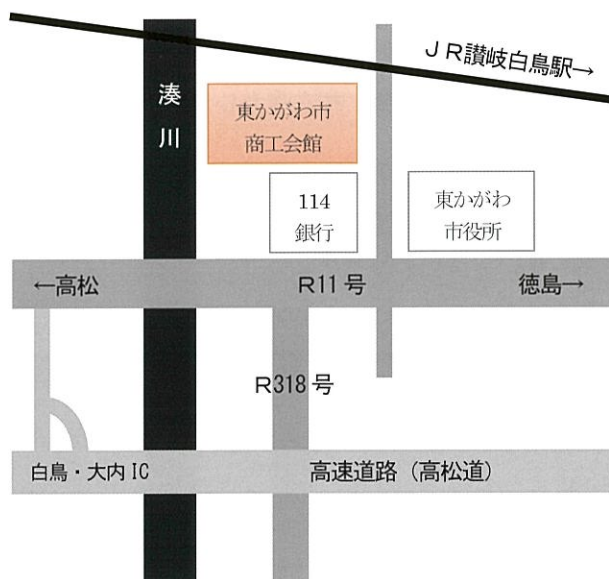 ＪＲ讃岐白鳥駅→
湊川
東かがわ市
商工会館
114
銀行
東かがわ
市役所
←高松
Ｒ11号
徳島→
Ｒ318号
白鳥・大内IC
高速道路（高松道）